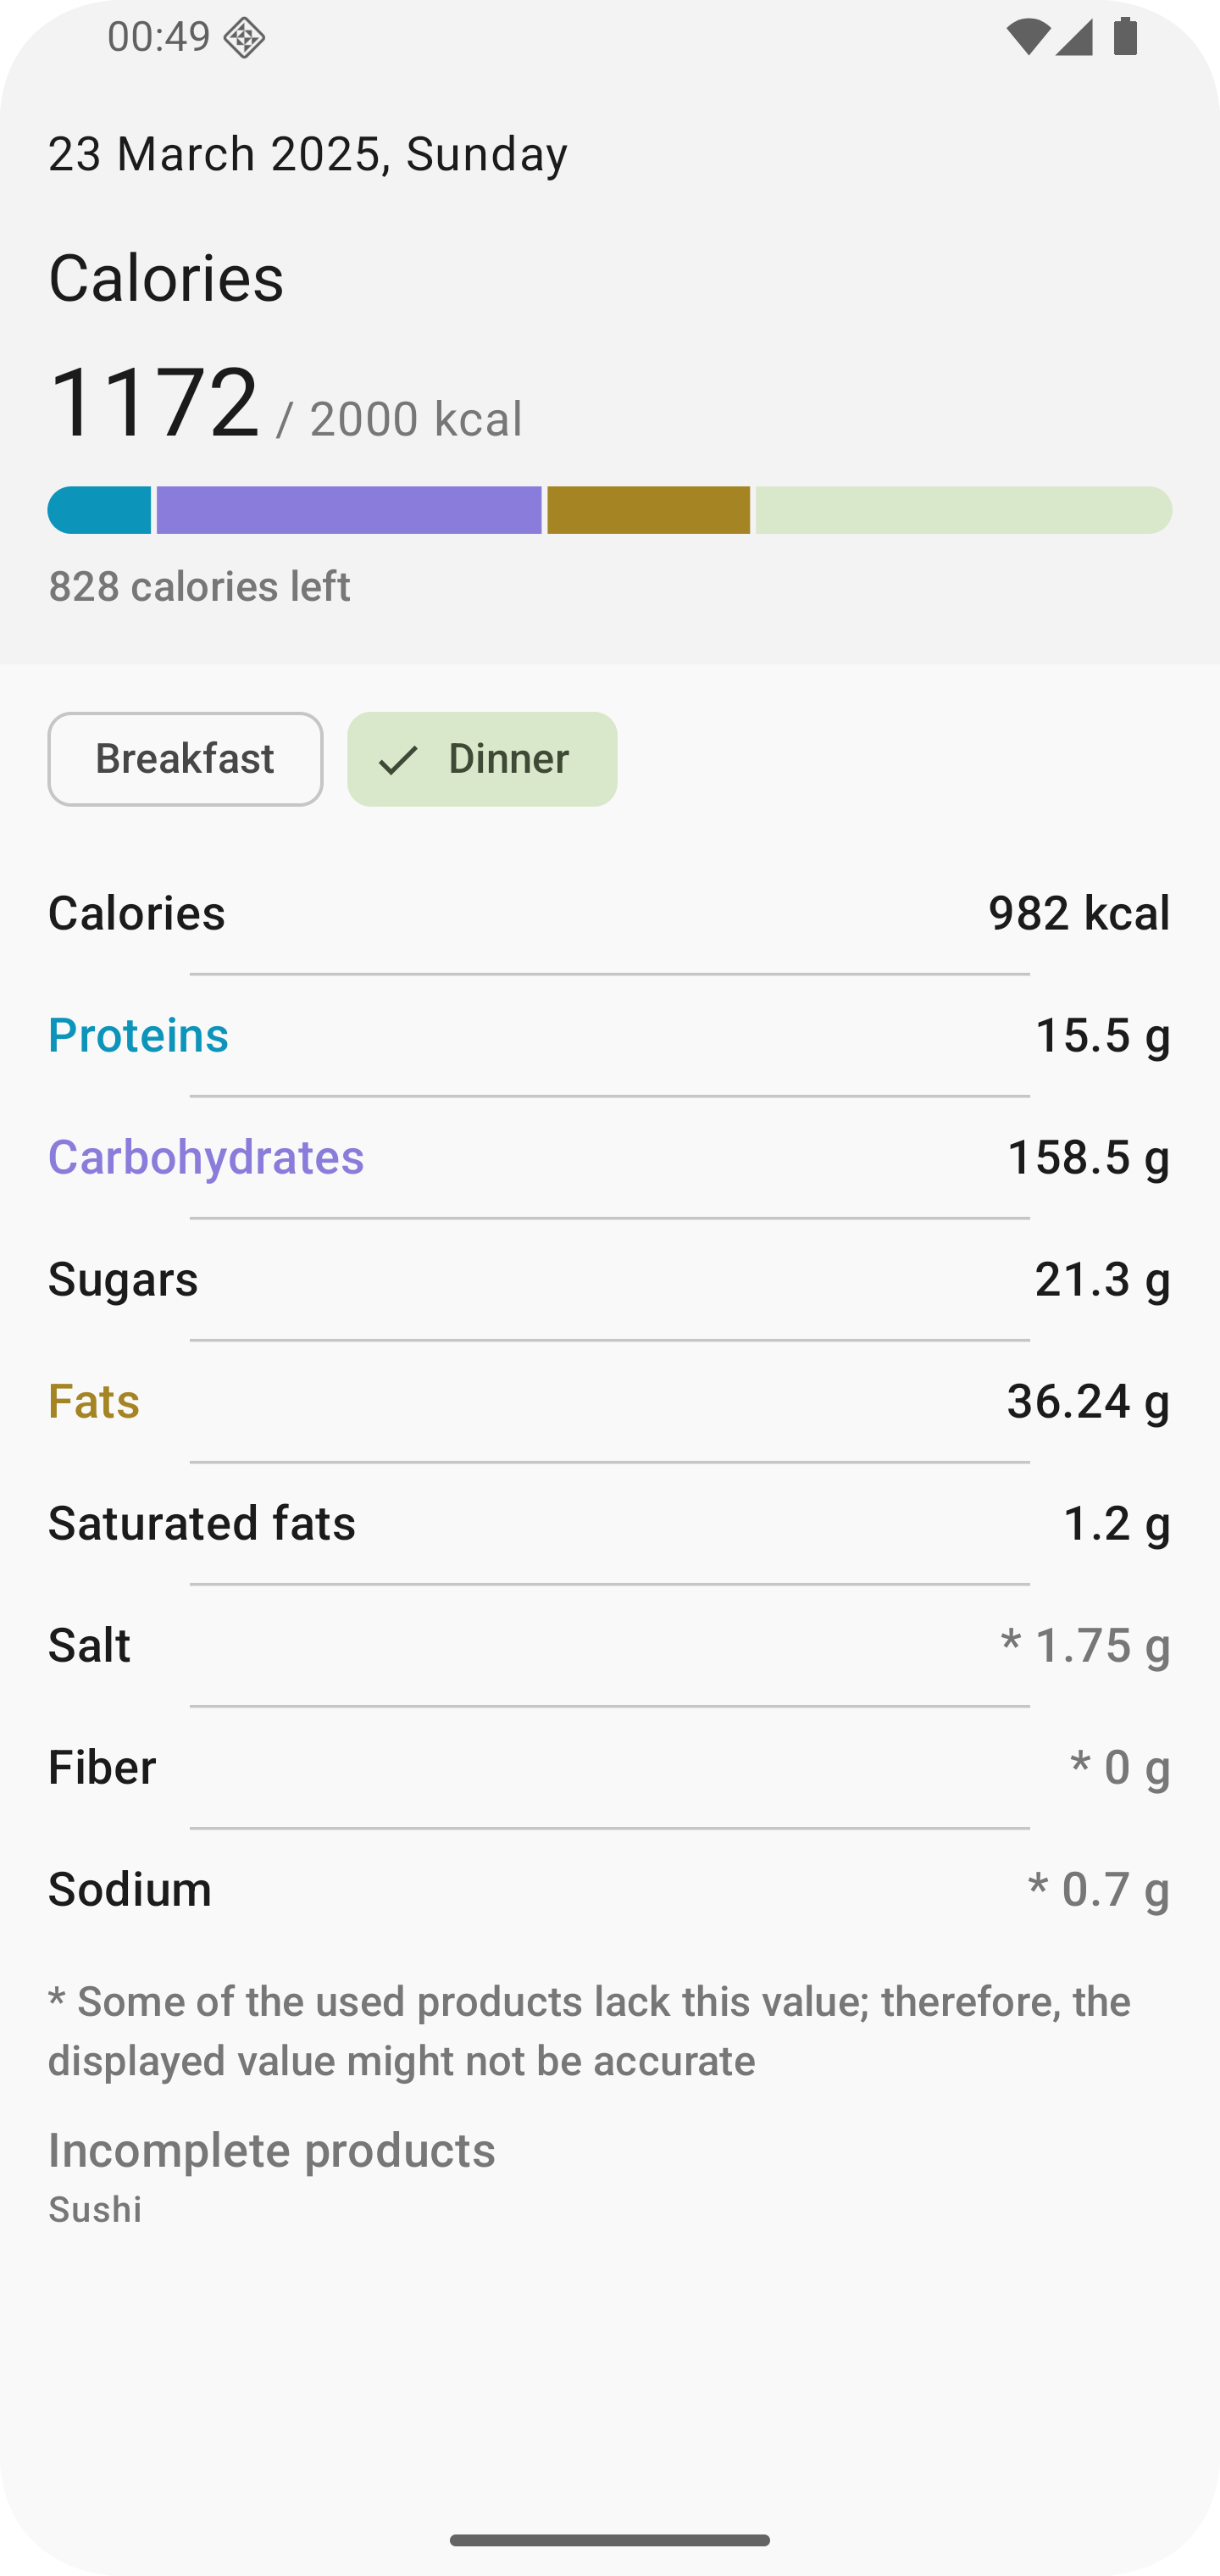 00:49
23 March 2025, Sunday
Calories
1172 / 2000 kcal
828 calories left
Breakfast
Dinner
Calories 982 kcal
Proteins 15.5 g
Carbohydrates 158.5 g
Sugars 21.3 g
Fats 36.24 g
Saturated fats 1.2 g
Salt * 1.75 g
Fiber * 0 g
Sodium * 0.7 g
* Some of the used products lack this value; therefore, the
displayed value might not be accurate
Incomplete products
Sushi